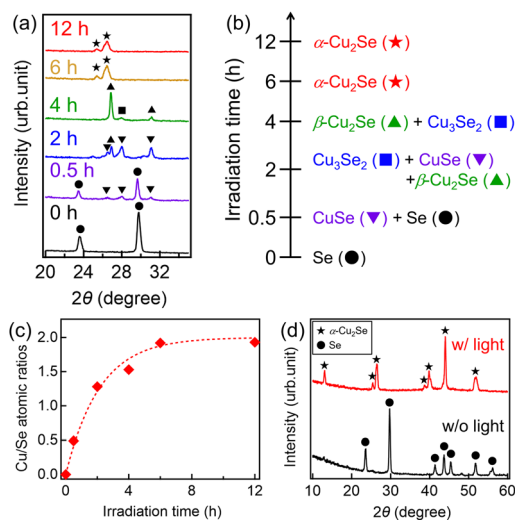 (a)
12 h
★ ★
6 h
★ ★
4 h
▲ ■ ▲
2 h
▼ ▲ ▼ ▼
0.5 h
● ▼ ▼ ● ▼
0 h
● ●
20 24 28 32
2θ (degree)
Intensity (urb.unit)
(b)
Irradiation time (h)
12 α-Cu₂Se (★)
6 α-Cu₂Se (★)
4 β-Cu₂Se (▲) + Cu₃Se₂ (■)
2 Cu₃Se₂ (■) + CuSe (▼)
+β-Cu₂Se (▲)
0.5 CuSe (▼) + Se (●)
0 Se (●)
(c)
Cu/Se atomic ratios
2.0
1.5
1.0
0.5
0.0
0 2 4 6 8 10 12
Irradiation time (h)
(d)
★ α-Cu₂Se
● Se
w/ light
w/o light
Intensity (urb.unit)
10 20 30 40 50 60
2θ (degree)